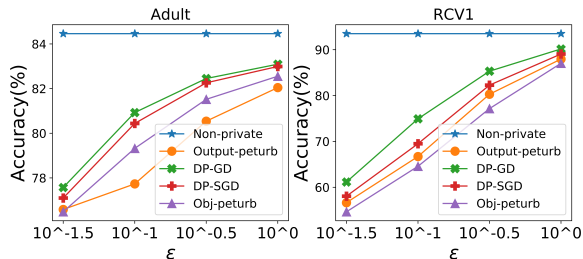 Adult
Accuracy(%)
84
82
80
78
Non-private
Output-peturb
DP-GD
DP-SGD
Obj-peturb
10^-1.5 10^-1 10^-0.5 10^0
ε
RCV1
Accuracy(%)
90
80
70
60
Non-private
Output-peturb
DP-GD
DP-SGD
Obj-peturb
10^-1.5 10^-1 10^-0.5 10^0
ε